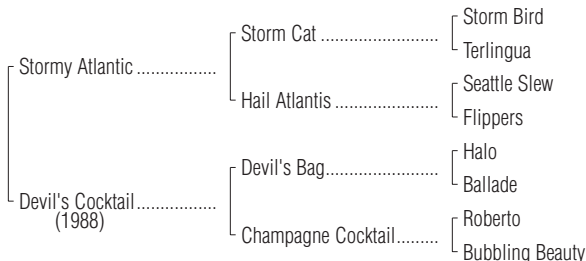 Storm Bird
Storm Cat ........................
Terlingua
Stormy Atlantic ................
Seattle Slew
Hail Atlantis .....................
Flippers
Halo
Devil's Bag.......................
Ballade
Devil's Cocktail................
(1988)
Roberto
Champagne Cocktail.........
Bubbling Beauty